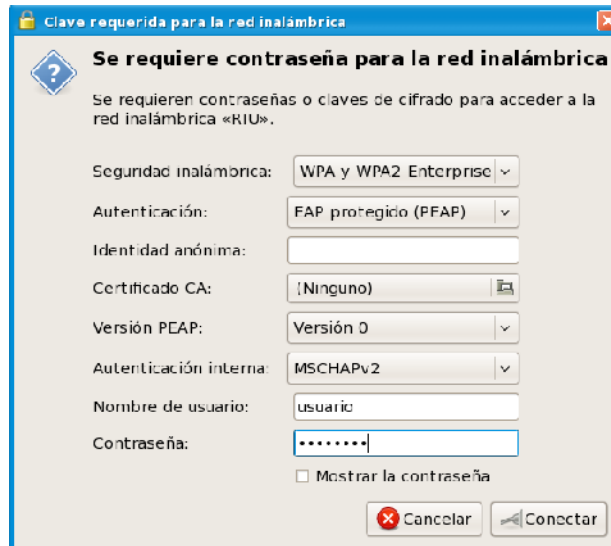 Clave requerida para la red inalámbrica
Se requiere contraseña para la red inalámbrica
Se requieren contraseñas o claves de cifrado para acceder a la
red inalámbrica «RIU».
Seguridad inalámbrica: WPA y WPA2 Enterprise
Autenticación: EAP protegido (PEAP)
Identidad anónima:
Certificado CA: (Ninguno)
Versión PEAP: Versión 0
Autenticación interna: MSCHAPv2
Nombre de usuario: usuario
Contraseña: ••••••••
Mostrar la contraseña
Cancelar Conectar